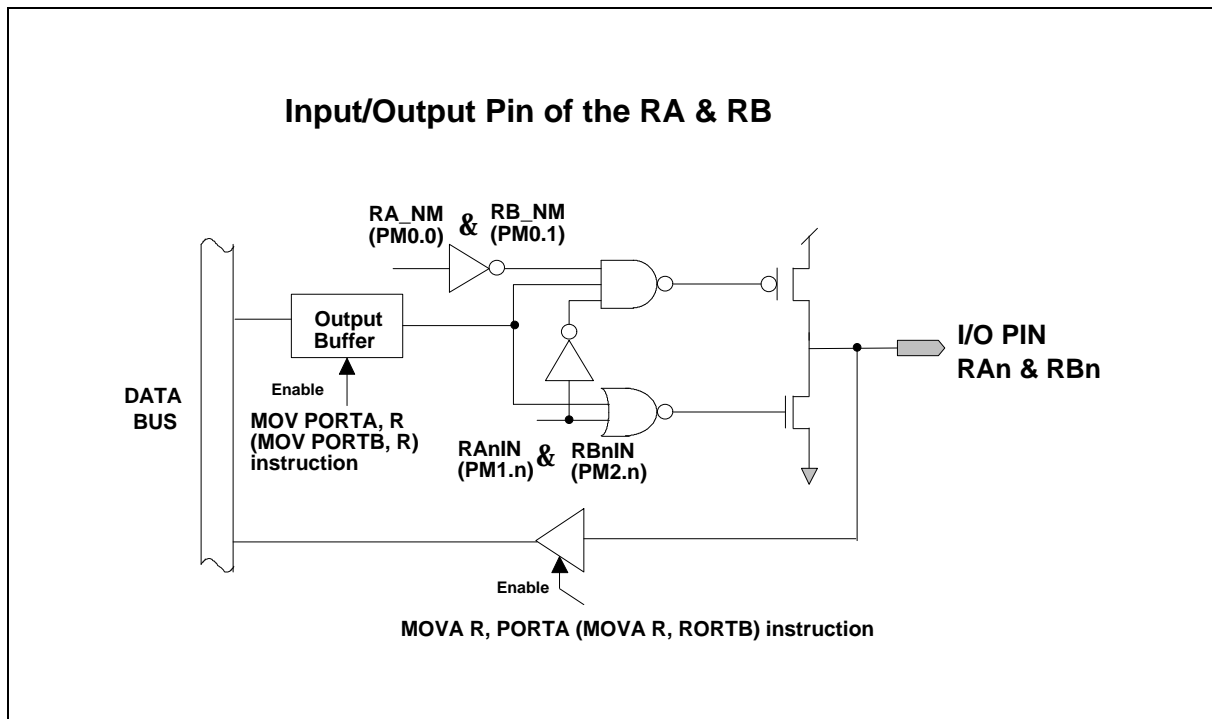 Input/Output Pin of the RA & RB
RA_NM & RB_NM
(PM0.0) (PM0.1)
Output
Buffer
Enable
DATA
BUS
MOV PORTA, R
(MOV PORTB, R)
instruction
RAnIN & RBnIN
(PM1.n) (PM2.n)
I/O PIN
RAn & RBn
Enable
MOVA R, PORTA (MOVA R, RORTB) instruction